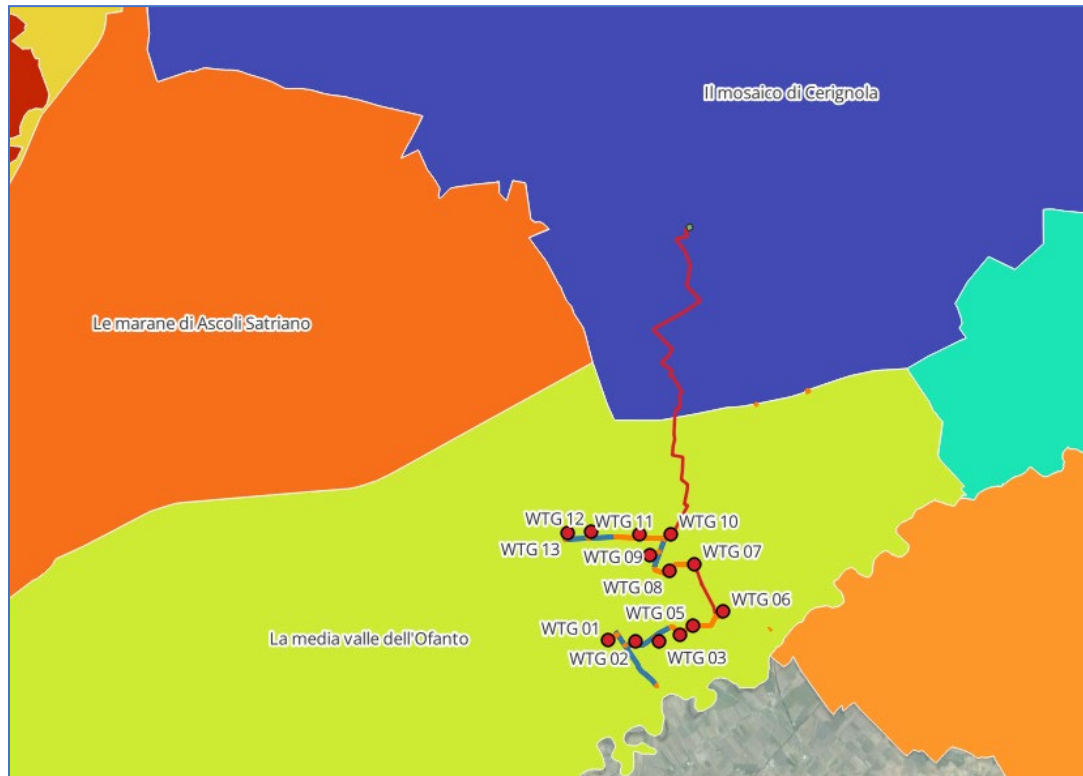 Il mosaico di Cerignola
Le marane di Ascoli Satriano
WTG 12
WTG 11
WTG 10
WTG 13
WTG 09
WTG 07
WTG 08
WTG 06
WTG 05
WTG 01
La media valle dell'Ofanto
WTG 02
WTG 03